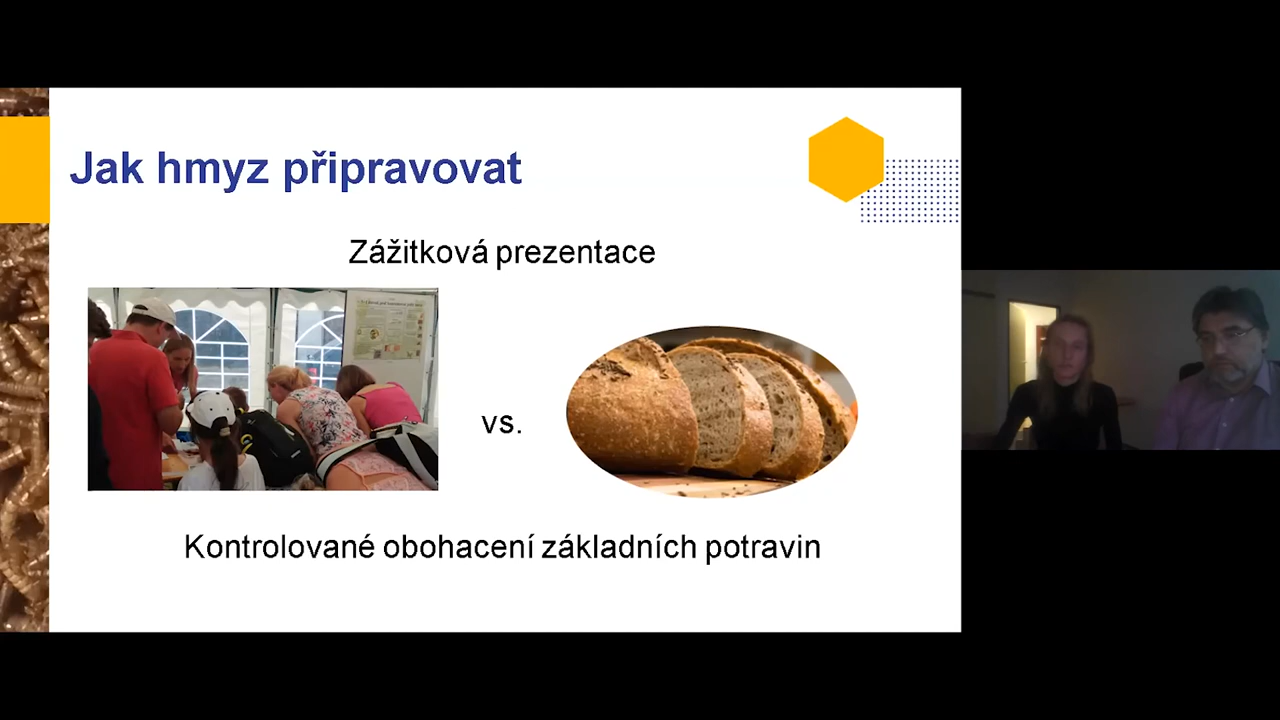 Jak hmyz připravovat
Zážitková prezentace
vs.
Kontrolované obohacení základních potravin